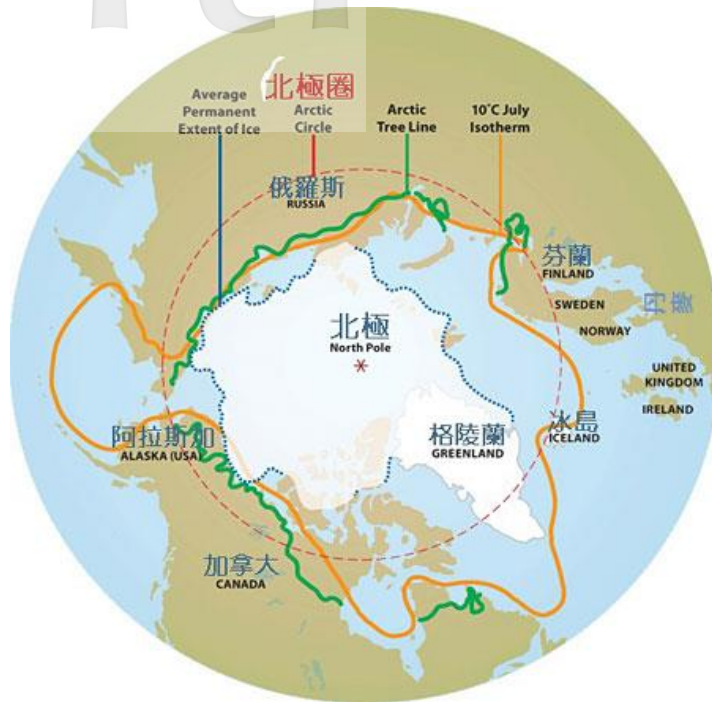 北極圈
Average
Permanent
Extent of Ice
Arctic
Circle
Arctic
Tree Line
10°C July
Isotherm
俄羅斯
RUSSIA
芬蘭
FINLAND
SWEDEN
NORWAY
丹麥
UNITED
KINGDOM
IRELAND
北極
North Pole
格陵蘭
GREENLAND
冰島
ICELAND
阿拉斯加
ALASKA (USA)
加拿大
CANADA